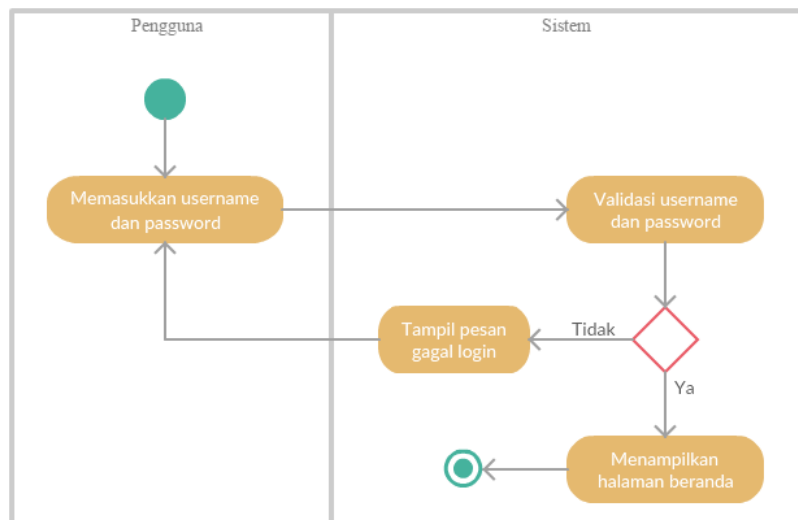 Pengguna
Sistem
Memasukkan username
dan password
Validasi username
dan password
Tampil pesan
gagal login
Tidak
Ya
Menampilkan
halaman beranda